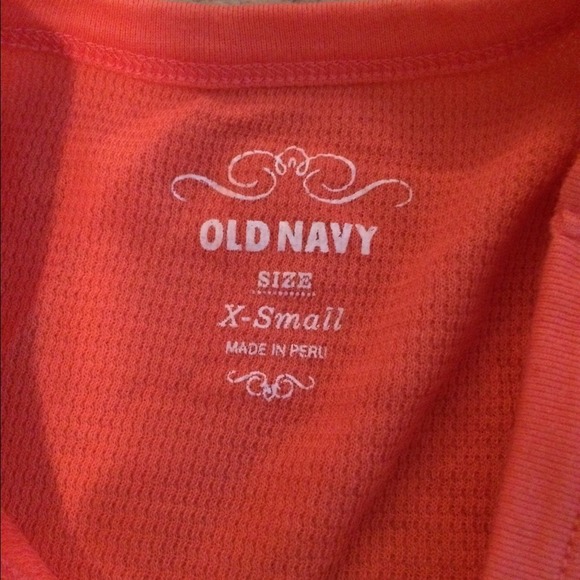 OLD NAVY
SIZE
X-Small
MADE IN PERU